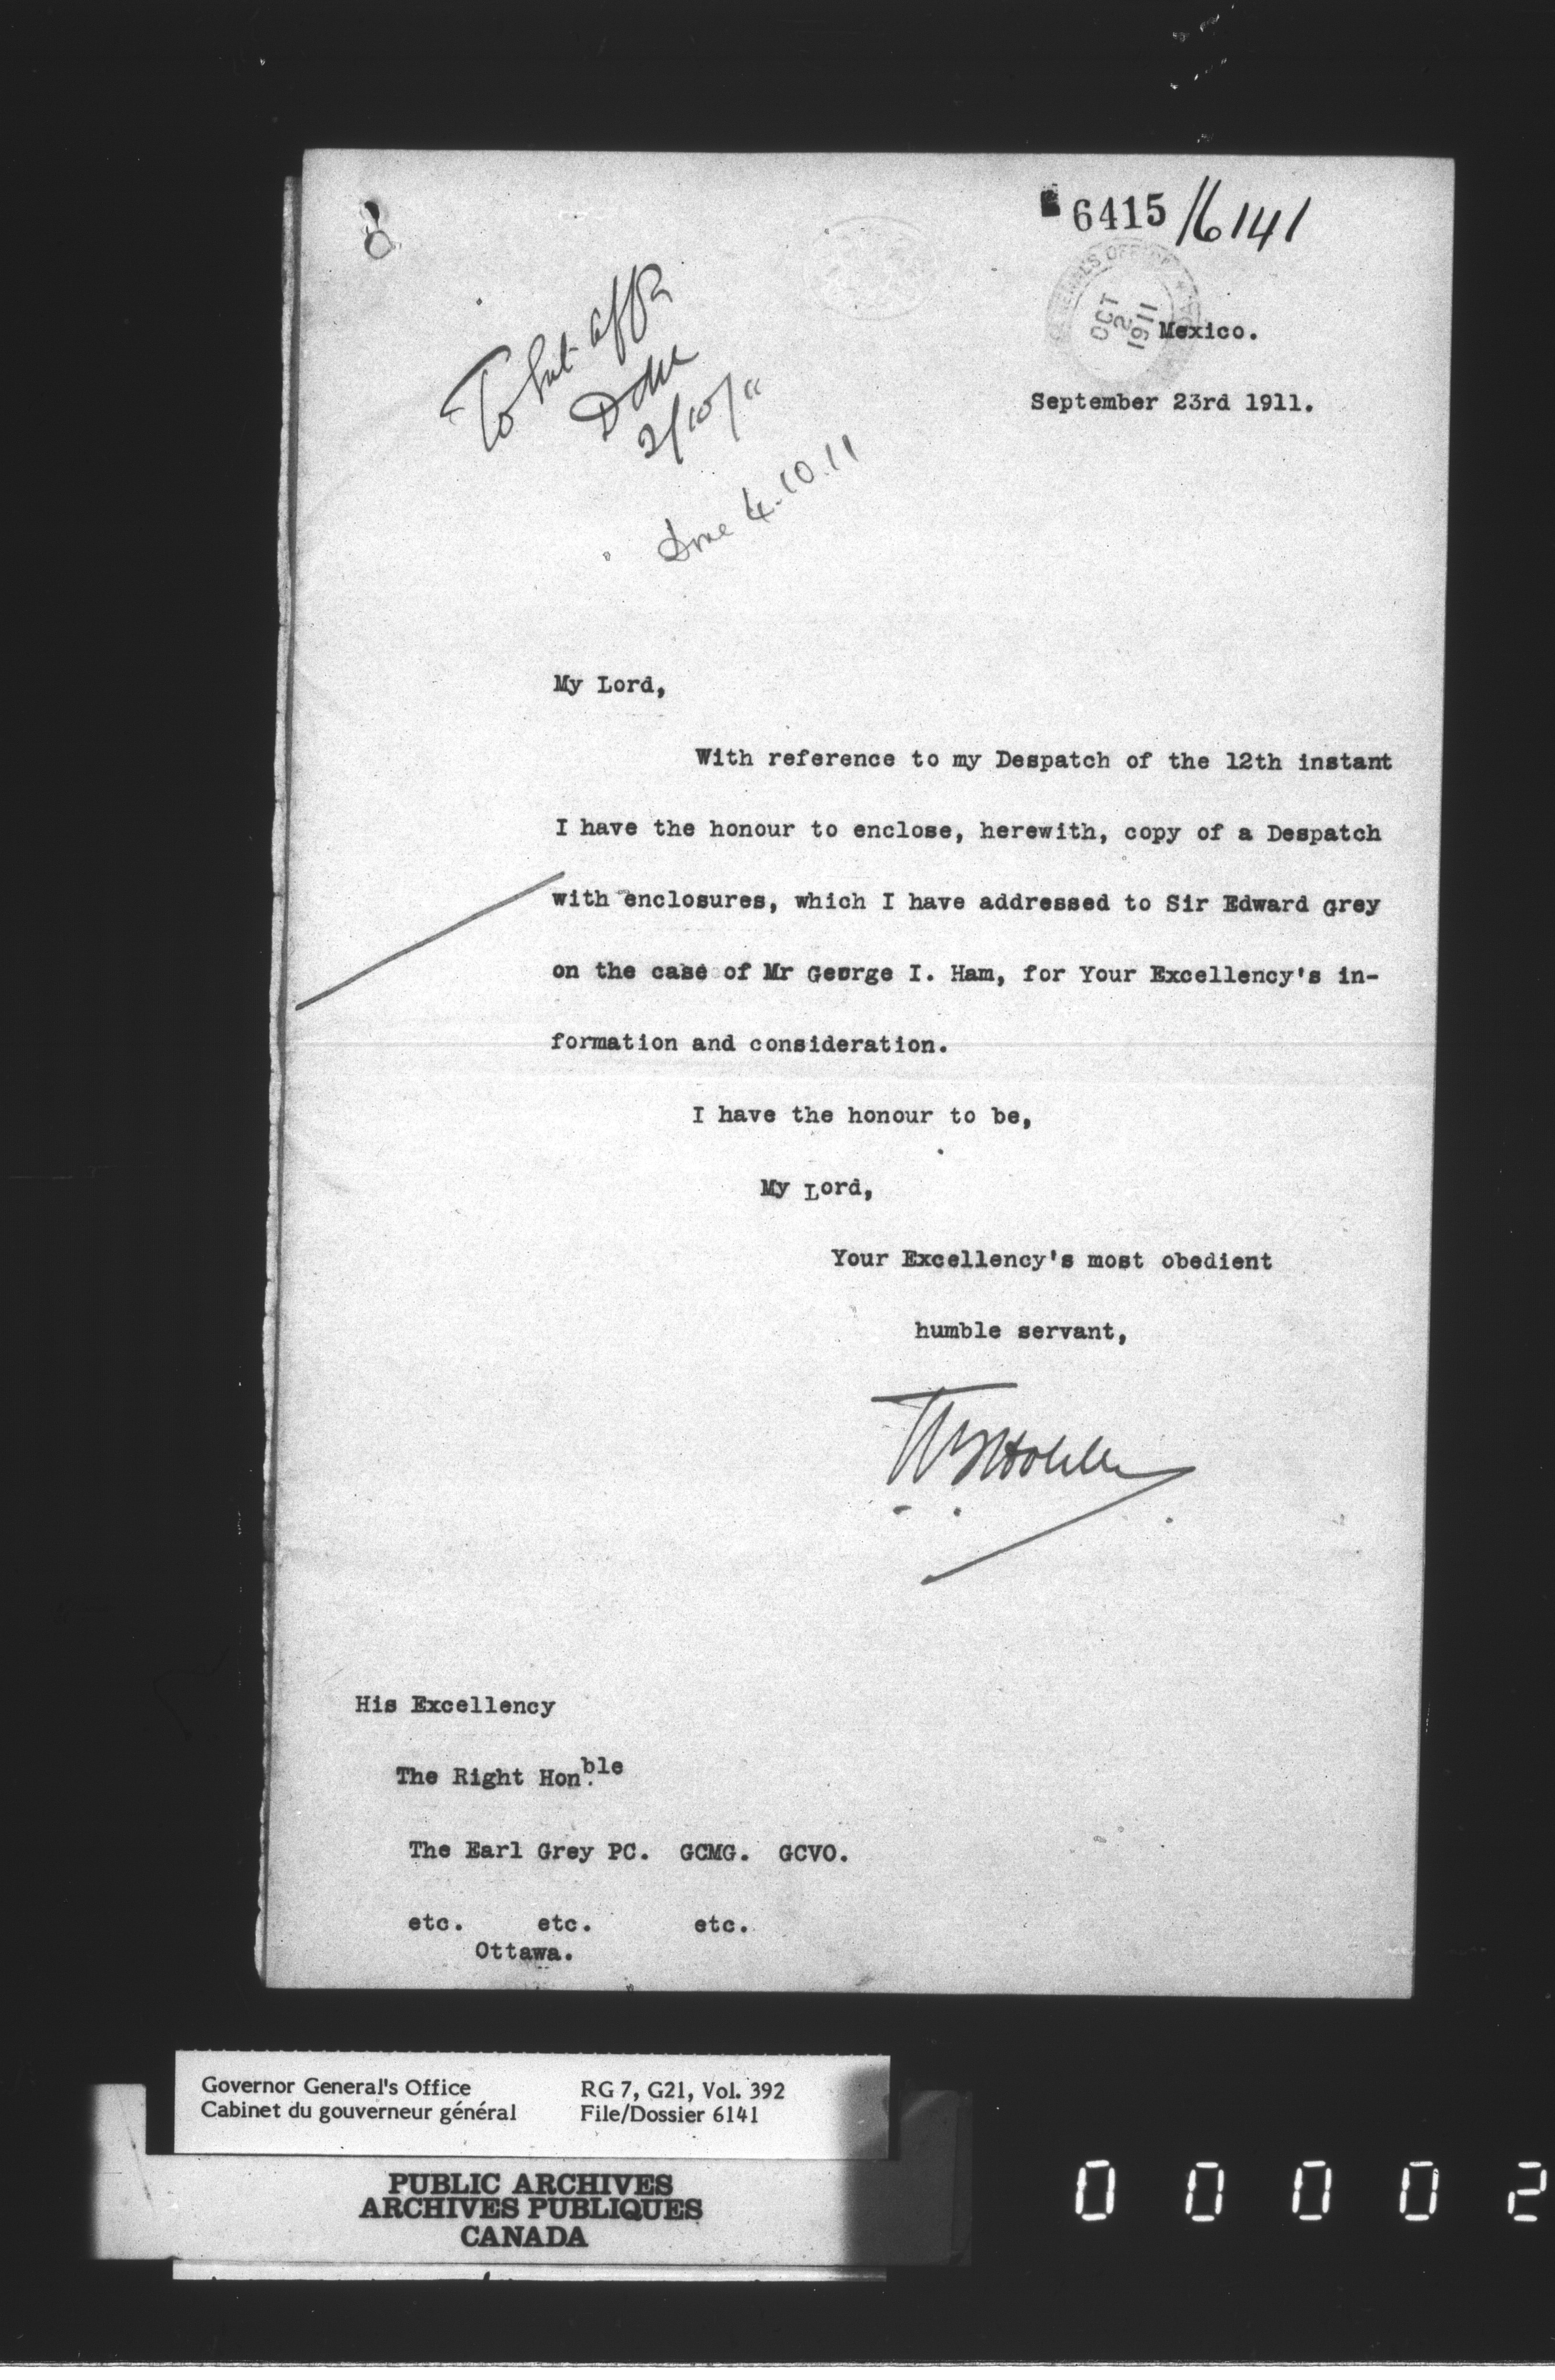 6415/6141
GENERAL'S OFFICE
OCT
2
1911
Mexico.
September 23rd 1911.
To
2/10/11
Done 4.10.11
My Lord,
With reference to my Despatch of the 12th instant
I have the honour to enclose, herewith, copy of a Despatch
with enclosures, which I have addressed to Sir Edward Grey
on the case of Mr George I. Ham, for Your Excellency's in-
formation and consideration.
I have the honour to be,
My Lord,
Your Excellency's most obedient
humble servant,
His Excellency
The Right Hon.ble
The Earl Grey PC. GCMG. GCVO.
etc. etc. etc.
Ottawa.
Governor General's Office RG 7, G21, Vol. 392
Cabinet du gouverneur général File/Dossier 6141
PUBLIC ARCHIVES
ARCHIVES PUBLIQUES
CANADA
0 0 0 0 2